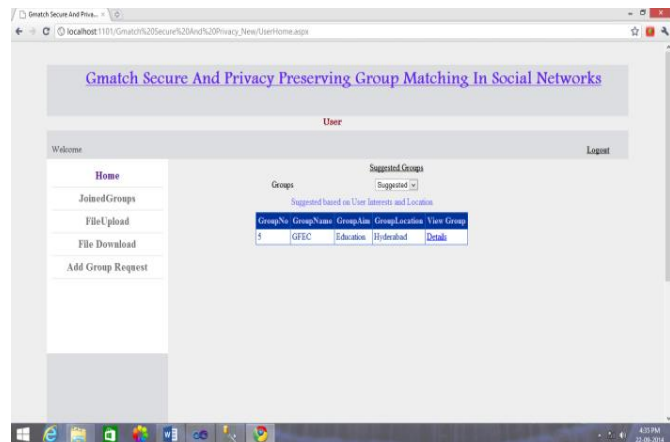 Gmatch Secure And Priva...
localhost:1101/Gmatch%20Secure%20And%20Privacy_New/UserHome.aspx
Gmatch Secure And Privacy Preserving Group Matching In Social Networks
User
Welcome
Logout
Home
JoinedGroups
FileUpload
File Download
Add Group Request
Suggested Groups
Groups Suggested
Suggested based on User Interests and Location
GroupNo GroupName GroupAim GroupLocation View Group
5 GFEC Education Hyderabad Details
4:35 PM
22-06-2014